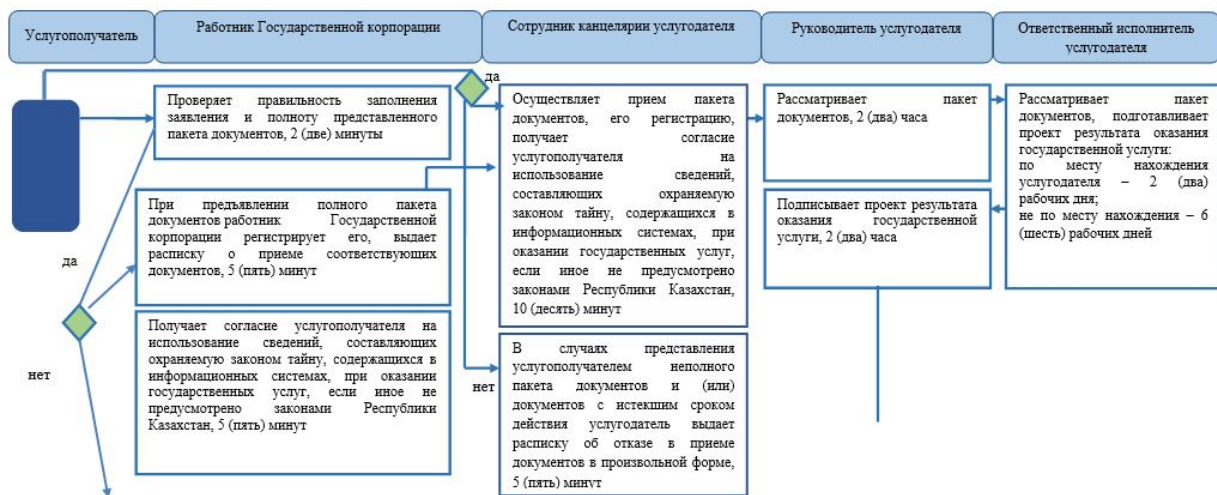 Услугополучатель
Работник Государственной корпорации
Сотрудник канцелярии услугодателя
Руководитель услугодателя
Ответственный исполнитель
услугодателя
да
Проверяет правильность заполнения
заявления и полноту представленного
пакета документов, 2 (две) минуты
При предъявлении полного пакета
документов работник Государственной
корпорации регистрирует его, выдает
расписку о приеме соответствующих
документов, 5 (пять) минут
да
нет
Получает согласие услугополучателя на
использование сведений, составляющих
охраняемую законом тайну, содержащихся в
информационных системах, при оказании
государственных услуг, если иное не
предусмотрено законами Республики
Казахстан, 5 (пять) минут
Осуществляет прием пакета
документов, его регистрацию,
получает согласие
услугополучателя на
использование сведений,
составляющих охраняемую
законом тайну, содержащихся в
информационных системах, при
оказании государственных услуг,
если иное не предусмотрено
законами Республики Казахстан,
10 (десять) минут
нет
В случаях представления
услугополучателем неполного
пакета документов и (или)
документов с истекшим сроком
действия услугодатель выдает
расписку об отказе в приеме
документов в произвольной форме,
5 (пять) минут
Рассматривает пакет
документов, 2 (два) часа
Подписывает проект результата
оказания государственной
услуги, 2 (два) часа
Рассматривает пакет
документов, подготавливает
проект результата оказания
государственной услуги:
по месту нахождения
услугодателя – 2 (два)
рабочих дня;
не по месту нахождения – 6
(шесть) рабочих дней